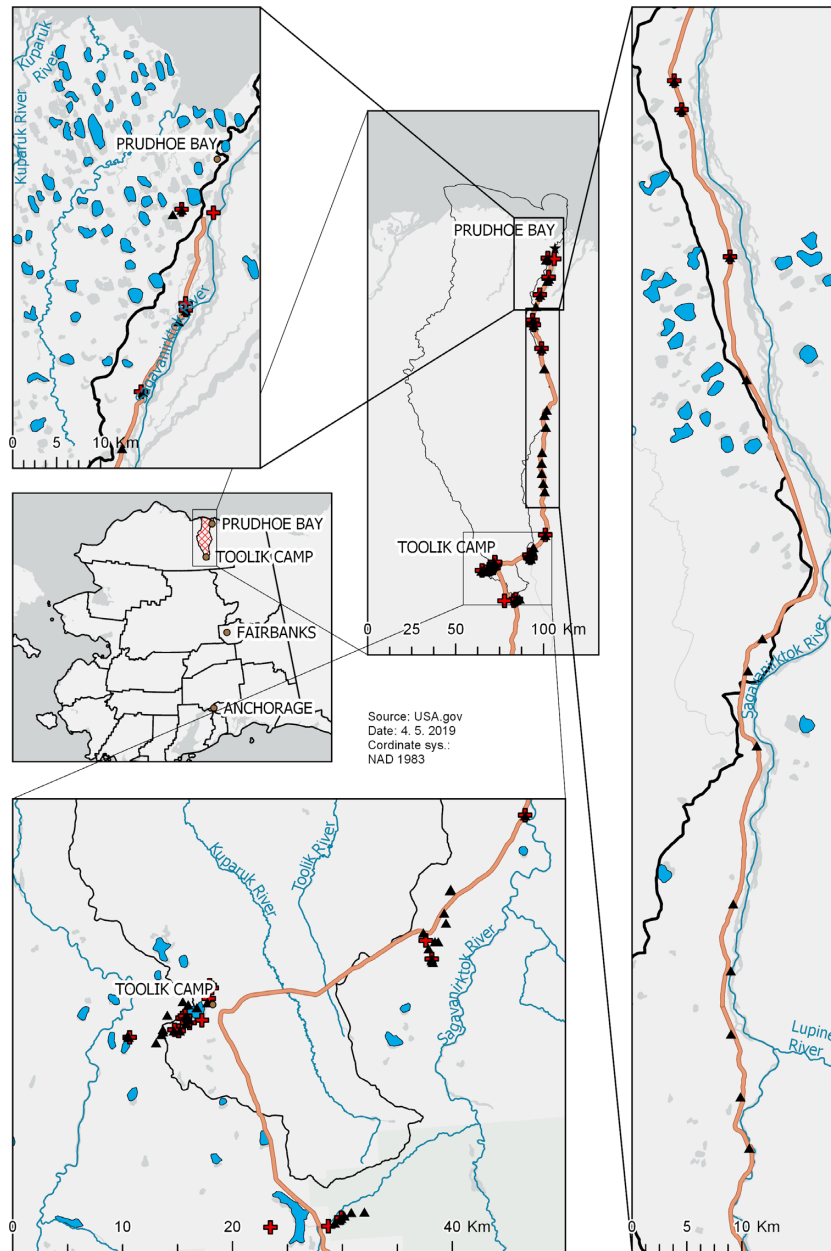 Kuparuk
River
Kuparuk River
PRUDHOE BAY
Sagavanirktok River
0 5 10 Km
PRUDHOE BAY
TOOLIK CAMP
0 50 100 Km
PRUDHOE BAY
TOOLIK CAMP
FAIRBANKS
ANCHORAGE
Source: USA.gov
Date: 4. 5. 2019
Cordinate sys.:
NAD 1983
Sagavanirktok River
Lupine
River
0 5 10 Km
Kuparuk River
Toolik River
Sagavanirktok River
TOOLIK CAMP
0 10 20 40 Km